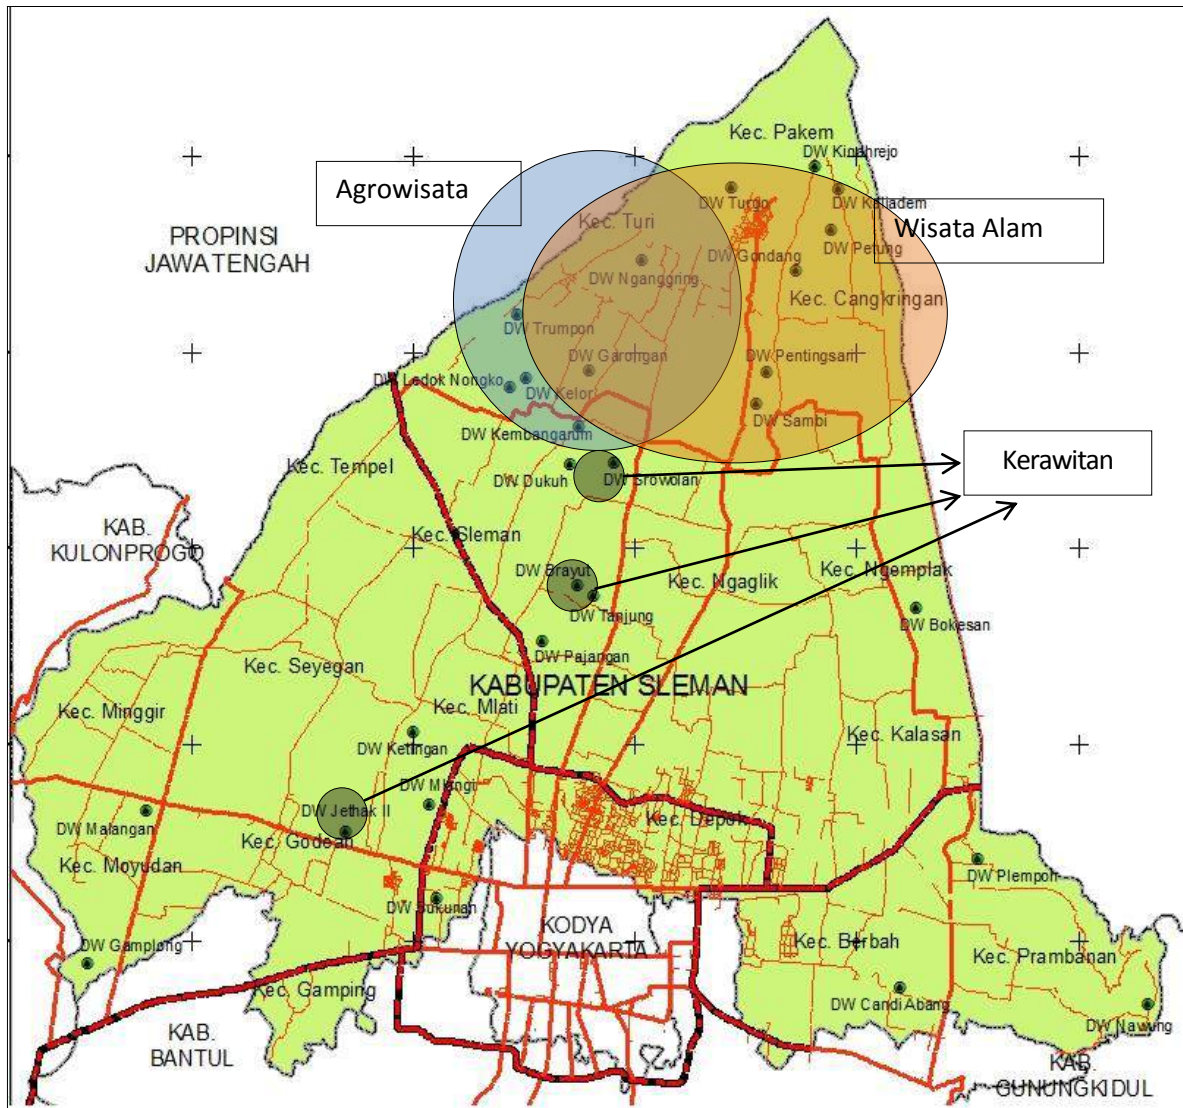 Kec. Pakem
DW Kinahrejo
Agrowisata
DW Turgo
DW Kaliadem
Kec. Turi
Wisata Alam
PROPINSI
JAWA TENGAH
DW Petung
DW Gondang
DW Nganggring
Kec. Cangkringan
DW Trumpon
DW Garongan
DW Pentingsari
DW Ledok Nongko
DW Kelor
DW Sambi
DW Kembangarum
Kec. Tempel
Kerawitan
DW Dukuh
DW Srowolan
KAB.
KULONPROGO
Kec. Sleman
DW Brayut
Kec. Ngaglik
Kec. Ngemplak
DW Tanjung
DW Bokesan
DW Pajangan
Kec. Seyegan
KABUPATEN SLEMAN
Kec. Minggir
Kec. Mlati
Kec. Kalasan
DW Ketingan
DW Mlangi
DW Jethak II
DW Malangan
Kec. Depok
Kec. Godean
Kec. Moyudan
DW Plempoh
DW Sukunan
KODYA
YOGYAKARTA
DW Gamplong
Kec. Berbah
Kec. Prambanan
Kec. Gamping
DW Candi Abang
DW Nawung
KAB.
BANTUL
KAB.
GUNUNGKIDUL